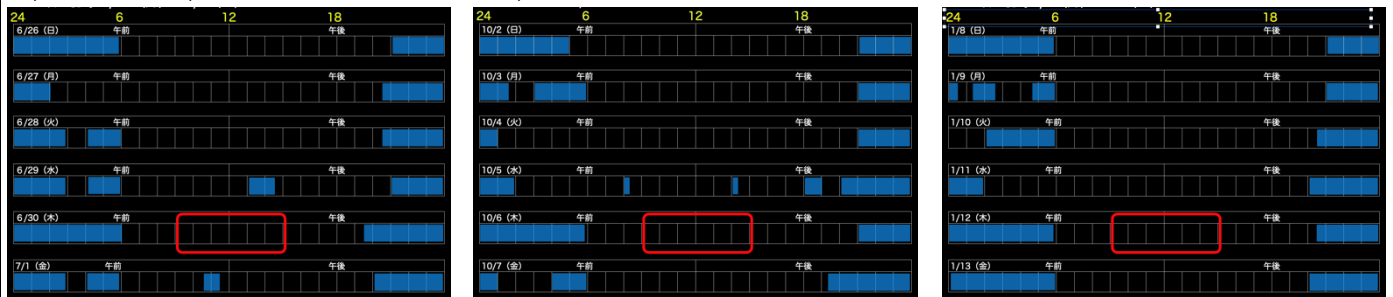 24 6 12 18
6/26 (日) 午前 午後
6/27 (月) 午前 午後
6/28 (火) 午前 午後
6/29 (水) 午前 午後
6/30 (木) 午前 午後
7/1 (金) 午前 午後
24 6 12 18
10/2 (日) 午前 午後
10/3 (月) 午前 午後
10/4 (火) 午前 午後
10/5 (水) 午前 午後
10/6 (木) 午前 午後
10/7 (金) 午前 午後
24 6 12 18
1/8 (日) 午前 午後
1/9 (月) 午前 午後
1/10 (火) 午前 午後
1/11 (水) 午前 午後
1/12 (木) 午前 午後
1/13 (金) 午前 午後